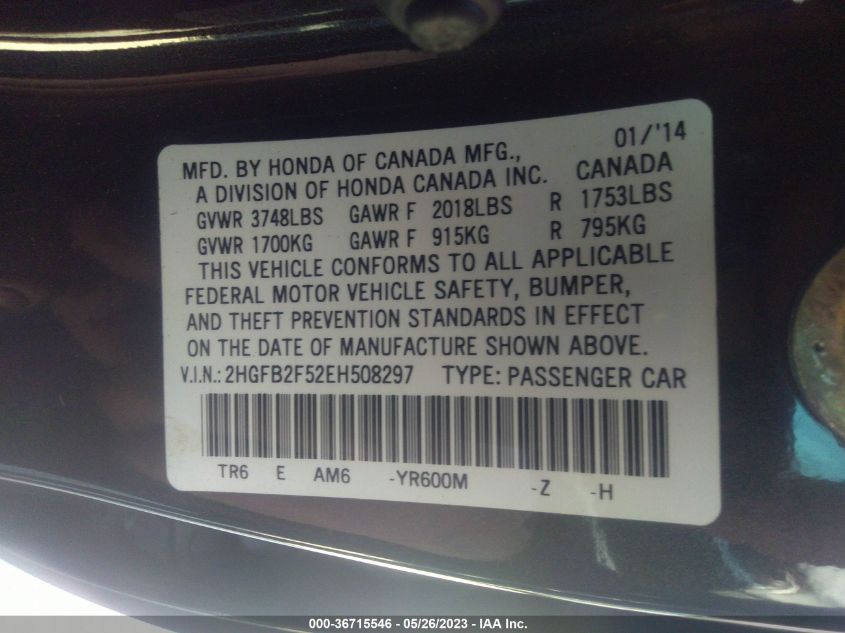 01/'14
MFD. BY HONDA OF CANADA MFG.,
A DIVISION OF HONDA CANADA INC. CANADA
GVWR 3748LBS GAWR F 2018LBS R 1753LBS
GVWR 1700KG GAWR F 915KG R 795KG
THIS VEHICLE CONFORMS TO ALL APPLICABLE
FEDERAL MOTOR VEHICLE SAFETY, BUMPER,
AND THEFT PREVENTION STANDARDS IN EFFECT
ON THE DATE OF MANUFACTURE SHOWN ABOVE.
V.I.N.: 2HGFB2F52EH508297 TYPE: PASSENGER CAR
TR6 E AM6 -YR600M -Z -H
000-36715546 - 05/26/2023 - IAA Inc.